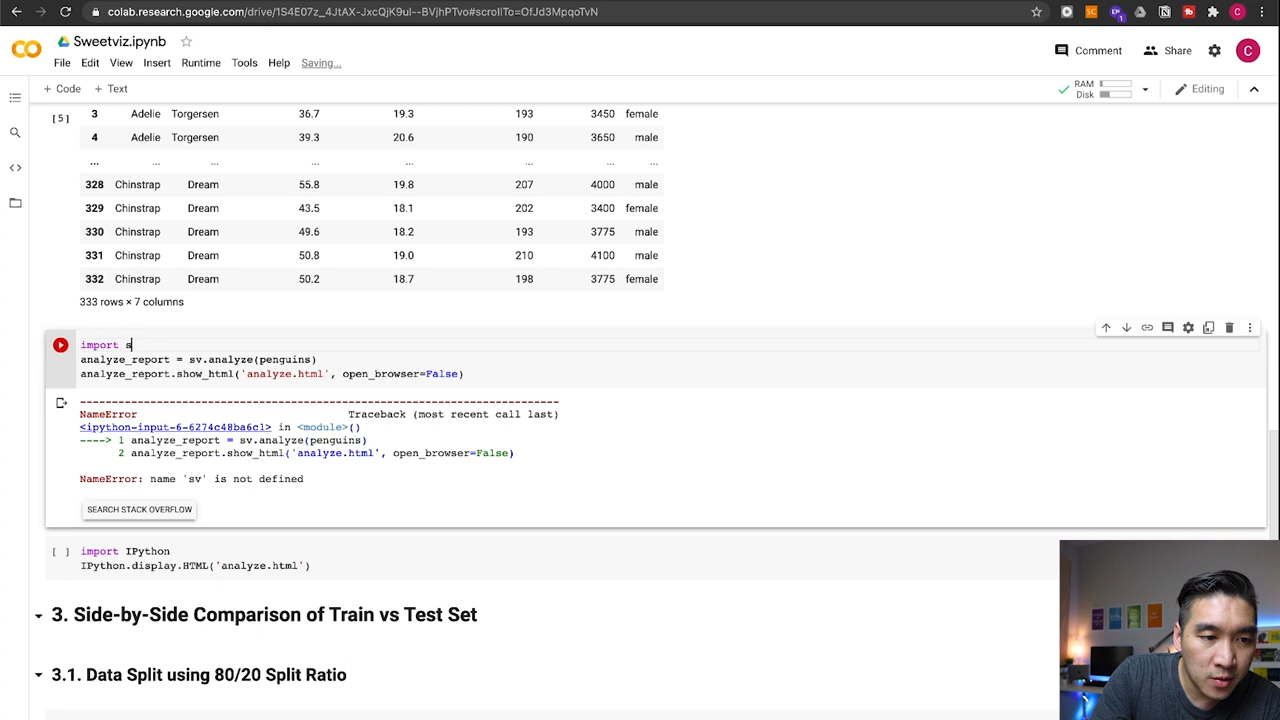 colab.research.google.com/drive/1S4E07z_4JtAX-JxcQjK9uI--BVjhPTvo#scrollTo=OfJd3MpqoTvN
Sweetviz.ipynb
File Edit View Insert Runtime Tools Help Saving...
Comment Share C
+ Code + Text
RAM
Disk
Editing
[5] 3 Adelie Torgersen 36.7 19.3 193 3450 female
4 Adelie Torgersen 39.3 20.6 190 3650 male
... ... ... ... ... ... ... ...
328 Chinstrap Dream 55.8 19.8 207 4000 male
329 Chinstrap Dream 43.5 18.1 202 3400 female
330 Chinstrap Dream 49.6 18.2 193 3775 male
331 Chinstrap Dream 50.8 19.0 210 4100 male
332 Chinstrap Dream 50.2 18.7 198 3775 female
333 rows × 7 columns
import s
analyze_report = sv.analyze(penguins)
analyze_report.show_html('analyze.html', open_browser=False)
---------------------------------------------------------------------------
NameError Traceback (most recent call last)
<ipython-input-6-6274c48ba6c1> in <module>()
----> 1 analyze_report = sv.analyze(penguins)
2 analyze_report.show_html('analyze.html', open_browser=False)
NameError: name 'sv' is not defined
SEARCH STACK OVERFLOW
[ ] import IPython
IPython.display.HTML('analyze.html')
3. Side-by-Side Comparison of Train vs Test Set
3.1. Data Split using 80/20 Split Ratio